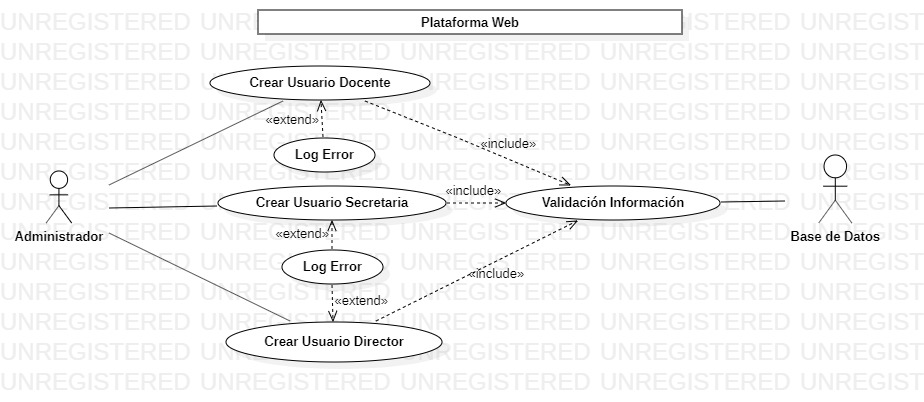 Plataforma Web
Crear Usuario Docente
«extend»
«include»
Log Error
«include»
Crear Usuario Secretaria
Validación Información
Administrador
«extend»
Base de Datos
Log Error
«include»
«extend»
Crear Usuario Director
UNREGISTERED UNREGISTERED UNREGISTERED UNREGISTERED UNREGISTERED